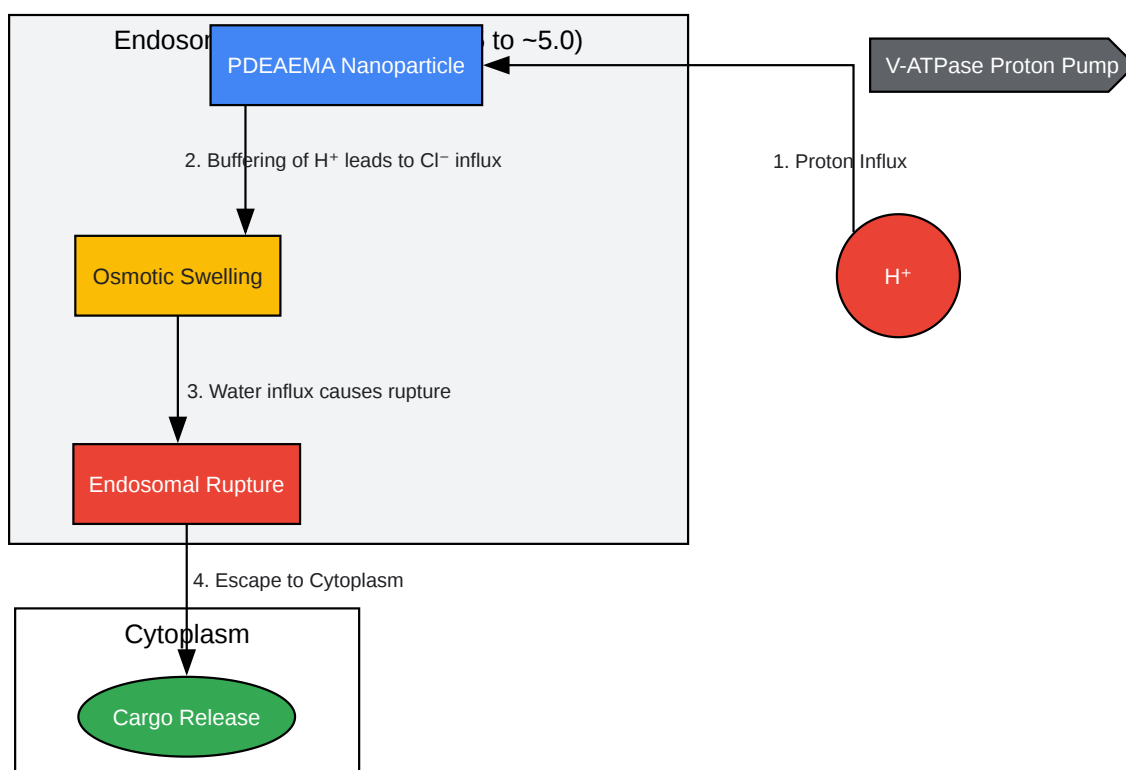 to ~5.0)
PDEAEMA Nanoparticle
V-ATPase Proton Pump
2. Buffering of H⁺ leads to Cl⁻ influx
1. Proton Influx
Osmotic Swelling
H⁺
3. Water influx causes rupture
Endosomal Rupture
4. Escape to Cytoplasm
Cytoplasm
Cargo Release